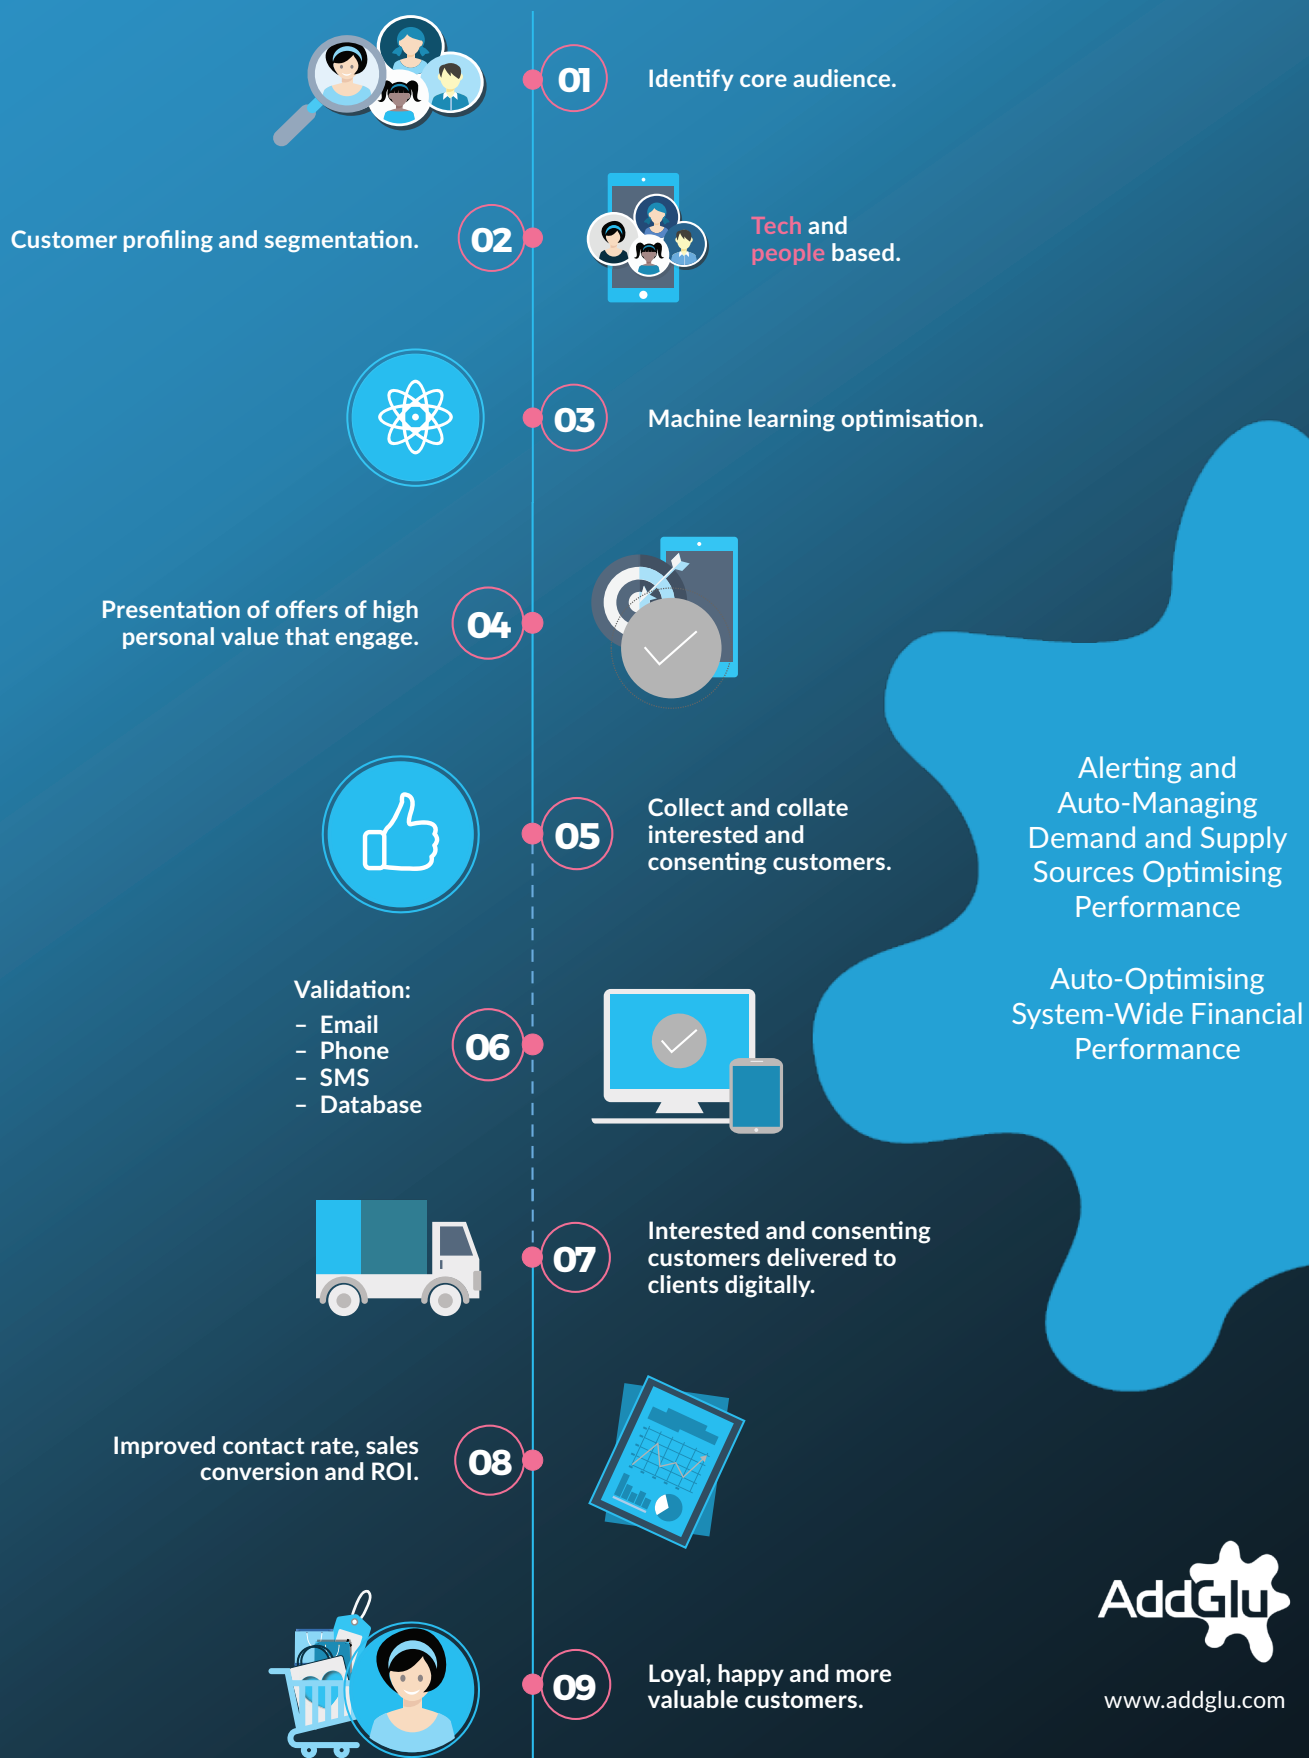 01
Identify core audience.
Customer profiling and segmentation.
02
Tech and
people based.
03
Machine learning optimisation.
Presentation of offers of high
personal value that engage.
04
05
Collect and collate
interested and
consenting customers.
Alerting and
Auto-Managing
Demand and Supply
Sources Optimising
Performance
Auto-Optimising
System-Wide Financial
Performance
Validation:
– Email
– Phone
– SMS
– Database
06
07
Interested and consenting
customers delivered to
clients digitally.
Improved contact rate, sales
conversion and ROI.
08
09
Loyal, happy and more
valuable customers.
AddGlu
www.addglu.com